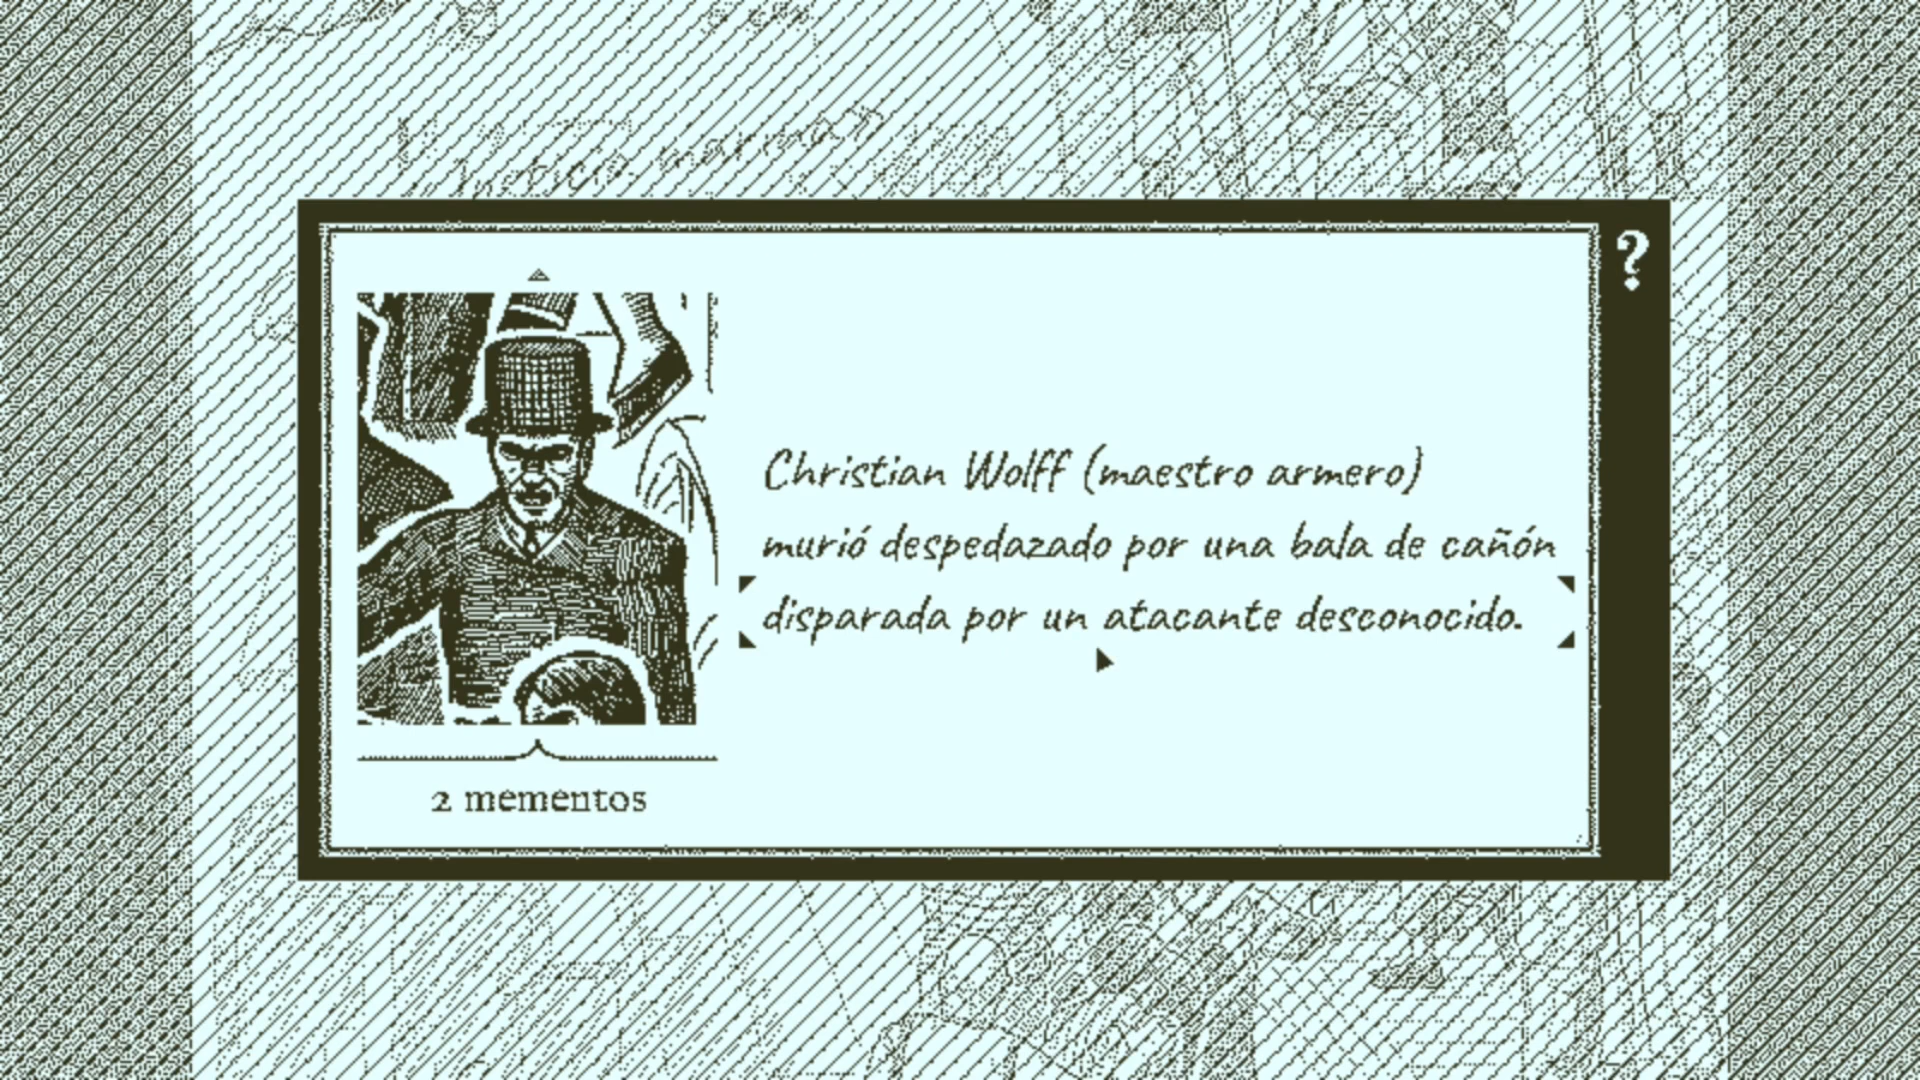 ?
Christian Wolff (maestro armero)
murió despedazado por una bala de cañón
disparada por un atacante desconocido.
2 mementos